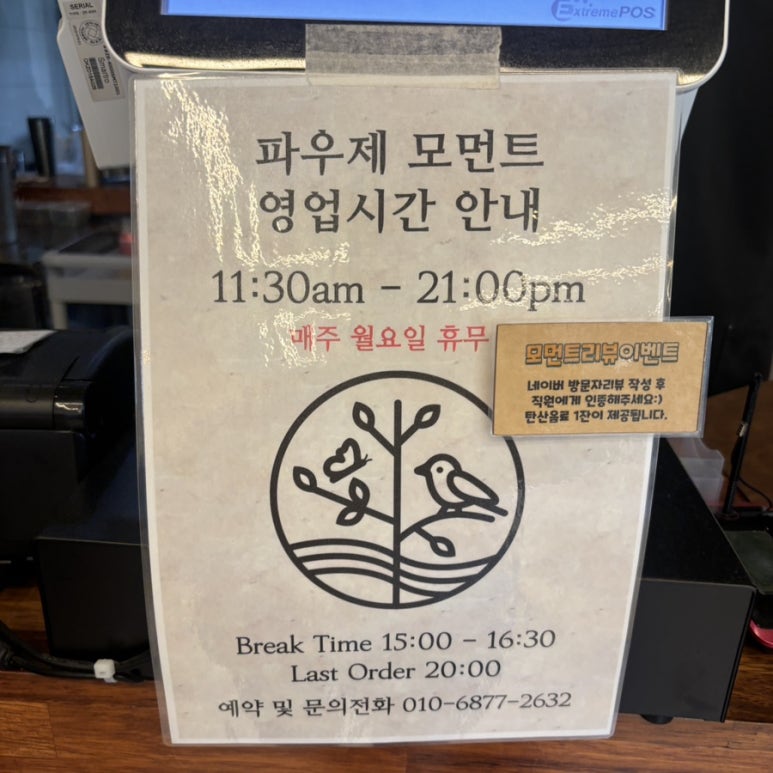 SERIAL
ExtremePOS
파우제 모먼트
영업시간 안내
11:30am - 21:00pm
매주 월요일 휴무
모먼트리뷰이벤트
네이버 방문자리뷰 작성 후
직원에게 인증해주세요:)
탄산음료 1잔이 제공됩니다.
Break Time 15:00 - 16:30
Last Order 20:00
예약 및 문의전화 010-6877-2632